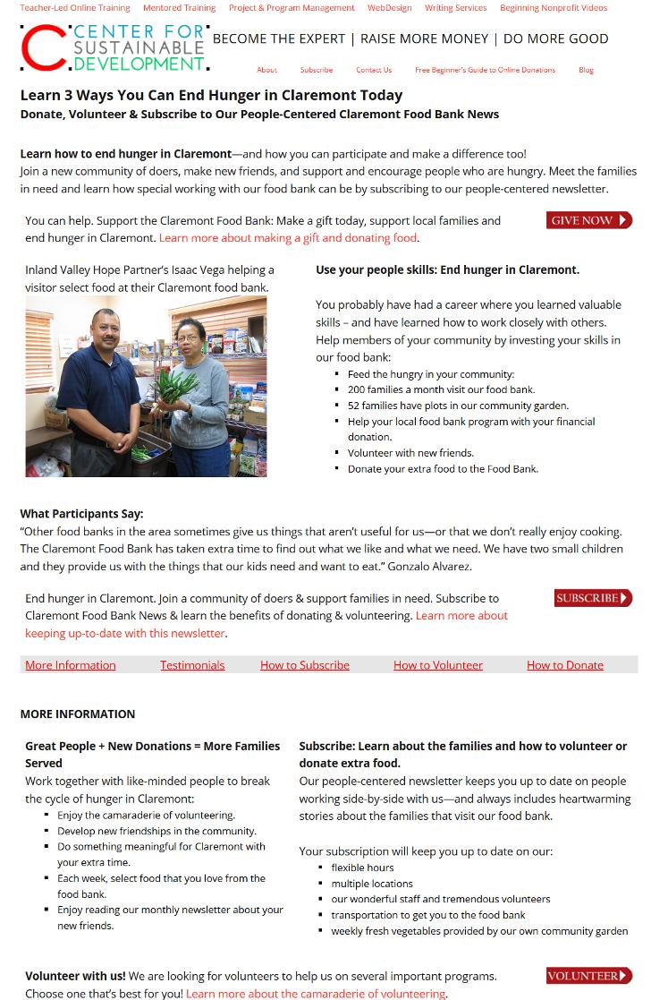 Teacher-Led Online Training Mentored Training Project & Program Management WebDesign Writing Services Beginning Nonprofit Videos
CENTER FOR
SUSTAINABLE
DEVELOPMENT
BECOME THE EXPERT | RAISE MORE MONEY | DO MORE GOOD
About Subscribe Contact Us Free Beginner's Guide to Online Donations Blog
Learn 3 Ways You Can End Hunger in Claremont Today
Donate, Volunteer & Subscribe to Our People-Centered Claremont Food Bank News
Learn how to end hunger in Claremont—and how you can participate and make a difference too!
Join a new community of doers, make new friends, and support and encourage people who are hungry. Meet the families
in need and learn how special working with our food bank can be by subscribing to our people-centered newsletter.
You can help. Support the Claremont Food Bank: Make a gift today, support local families and
end hunger in Claremont. Learn more about making a gift and donating food.
GIVE NOW
Inland Valley Hope Partner's Isaac Vega helping a
visitor select food at their Claremont food bank.
Use your people skills: End hunger in Claremont.
You probably have had a career where you learned valuable
skills – and have learned how to work closely with others.
Help members of your community by investing your skills in
our food bank:
Feed the hungry in your community:
200 families a month visit our food bank.
52 families have plots in our community garden.
Help your local food bank program with your financial
donation.
Volunteer with new friends.
Donate your extra food to the Food Bank.
What Participants Say:
“Other food banks in the area sometimes give us things that aren’t useful for us—or that we don’t really enjoy cooking.
The Claremont Food Bank has taken extra time to find out what we like and what we need. We have two small children
and they provide us with the things that our kids need and want to eat.” Gonzalo Alvarez.
End hunger in Claremont. Join a community of doers & support families in need. Subscribe to
Claremont Food Bank News & learn the benefits of donating & volunteering. Learn more about
keeping up-to-date with this newsletter.
SUBSCRIBE
More Information Testimonials How to Subscribe How to Volunteer How to Donate
MORE INFORMATION
Great People + New Donations = More Families
Served
Work together with like-minded people to break
the cycle of hunger in Claremont:
Enjoy the camaraderie of volunteering.
Develop new friendships in the community.
Do something meaningful for Claremont with
your extra time.
Each week, select food that you love from the
food bank.
Enjoy reading our monthly newsletter about your
new friends.
Subscribe: Learn about the families and how to volunteer or
donate extra food.
Our people-centered newsletter keeps you up to date on people
working side-by-side with us—and always includes heartwarming
stories about the families that visit our food bank.
Your subscription will keep you up to date on our:
flexible hours
multiple locations
our wonderful staff and tremendous volunteers
transportation to get you to the food bank
weekly fresh vegetables provided by our own community garden
Volunteer with us! We are looking for volunteers to help us on several important programs.
Choose one that’s best for you! Learn more about the camaraderie of volunteering.
VOLUNTEER